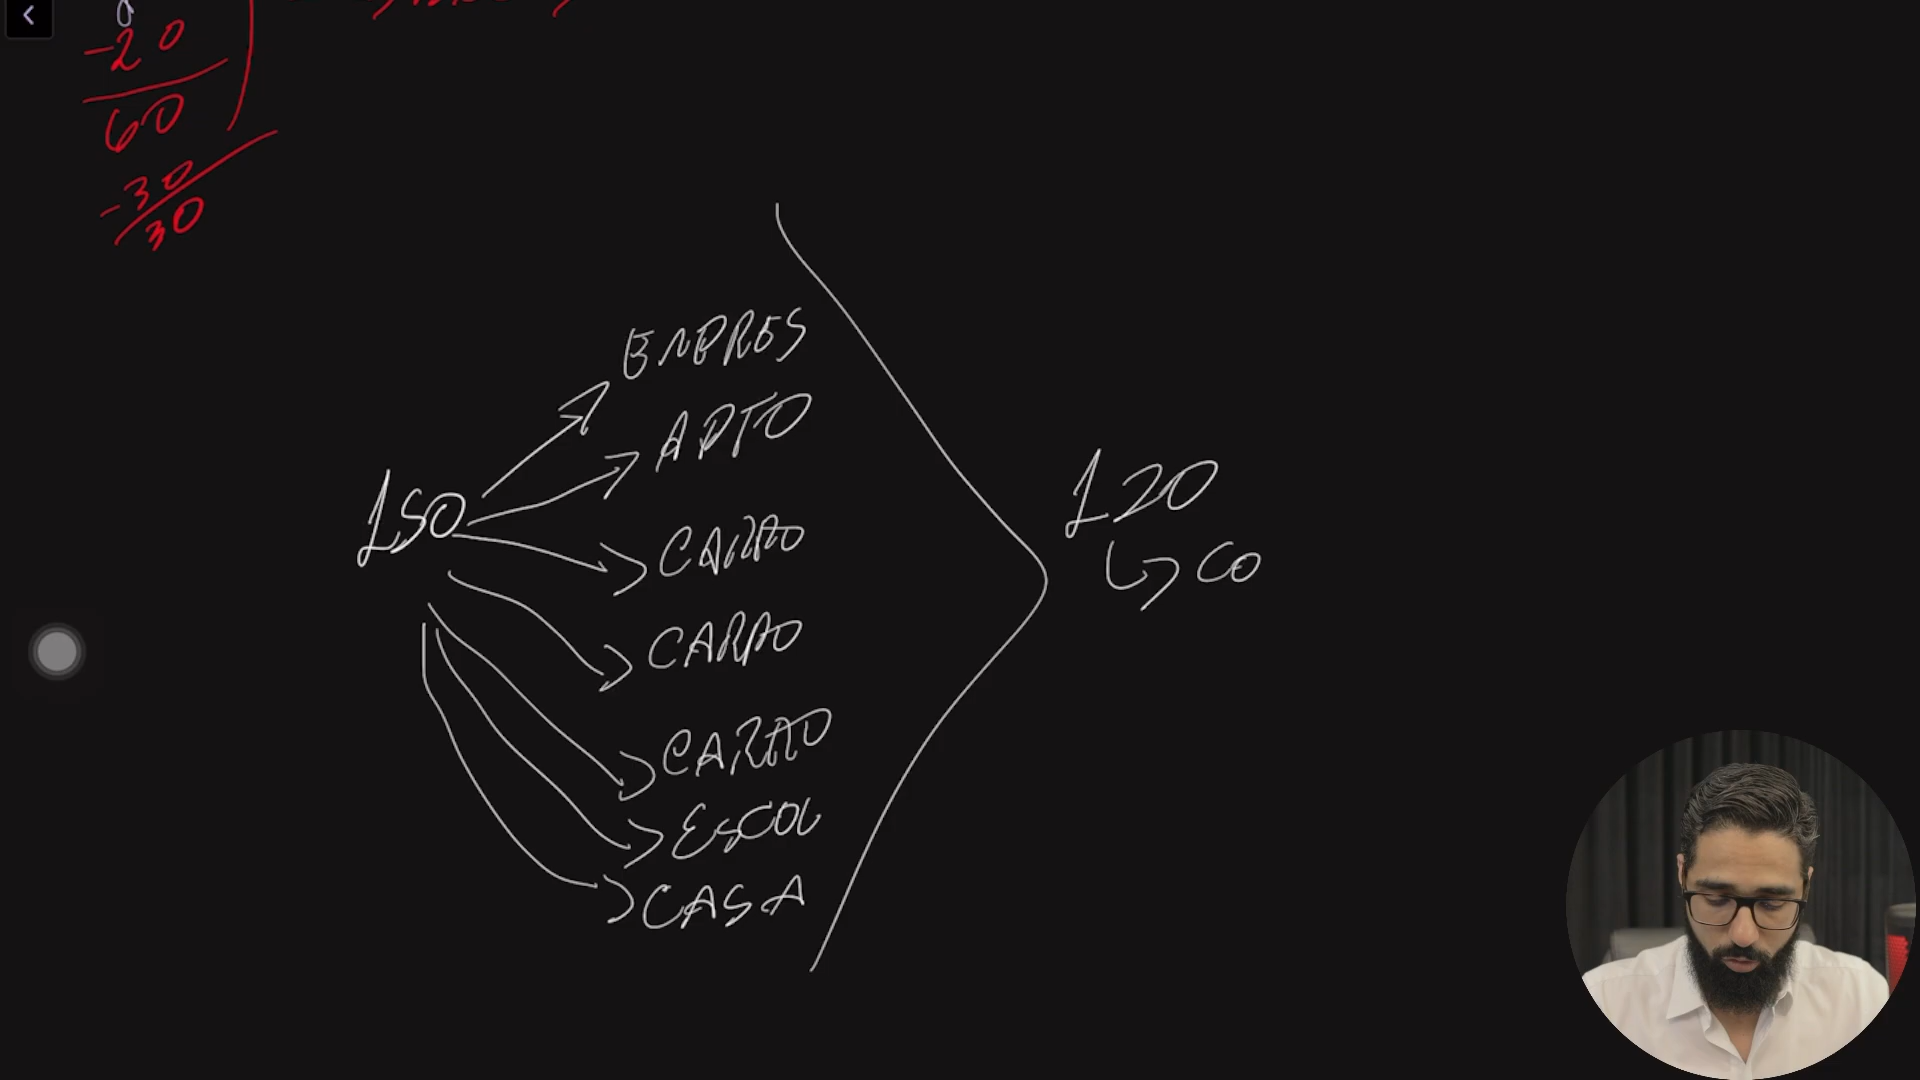 -20
60
-30
30
EMPRES
APTO
150
CARRO
120
↳ CO
CARRO
CARRO
ESCOL
CASA